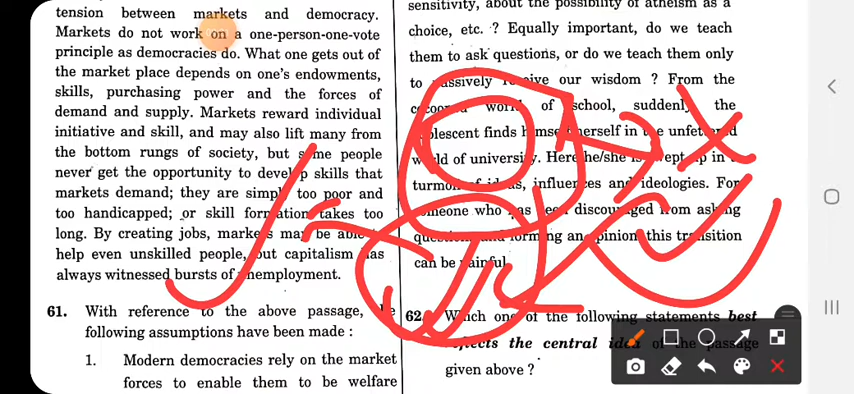 tension between markets and democracy.
Markets do not work on a one-person-one-vote
principle as democracies do. What one gets out of
the market place depends on one's endowments,
skills, purchasing power and the forces of
demand and supply. Markets reward individual
initiative and skill, and may also lift many from
the bottom rungs of society, but some people
never get the opportunity to develop skills that
markets demand; they are simply too poor and
too handicapped; or skill formation takes too
long. By creating jobs, markets may be able to
help even unskilled people, but capitalism has
always witnessed bursts of unemployment.
61. With reference to the above passage, the
following assumptions have been made :
1. Modern democracies rely on the market
forces to enable them to be welfare
sensitivity, about the possibility of atheism as a
choice, etc. ? Equally important, do we teach
them to ask questions, or do we teach them only
to passively receive our wisdom ? From the
world of school, suddenly the
adolescent finds himself/herself in the unfettered
world of university. Here he/she is swept up in
turmoil of ideas, influences and ideologies. For
someone who has been discouraged from asking
questions and forming an opinion, this transition
can be painful.
62. Which one of the following statements best
reflects the central idea of the passage
given above ?